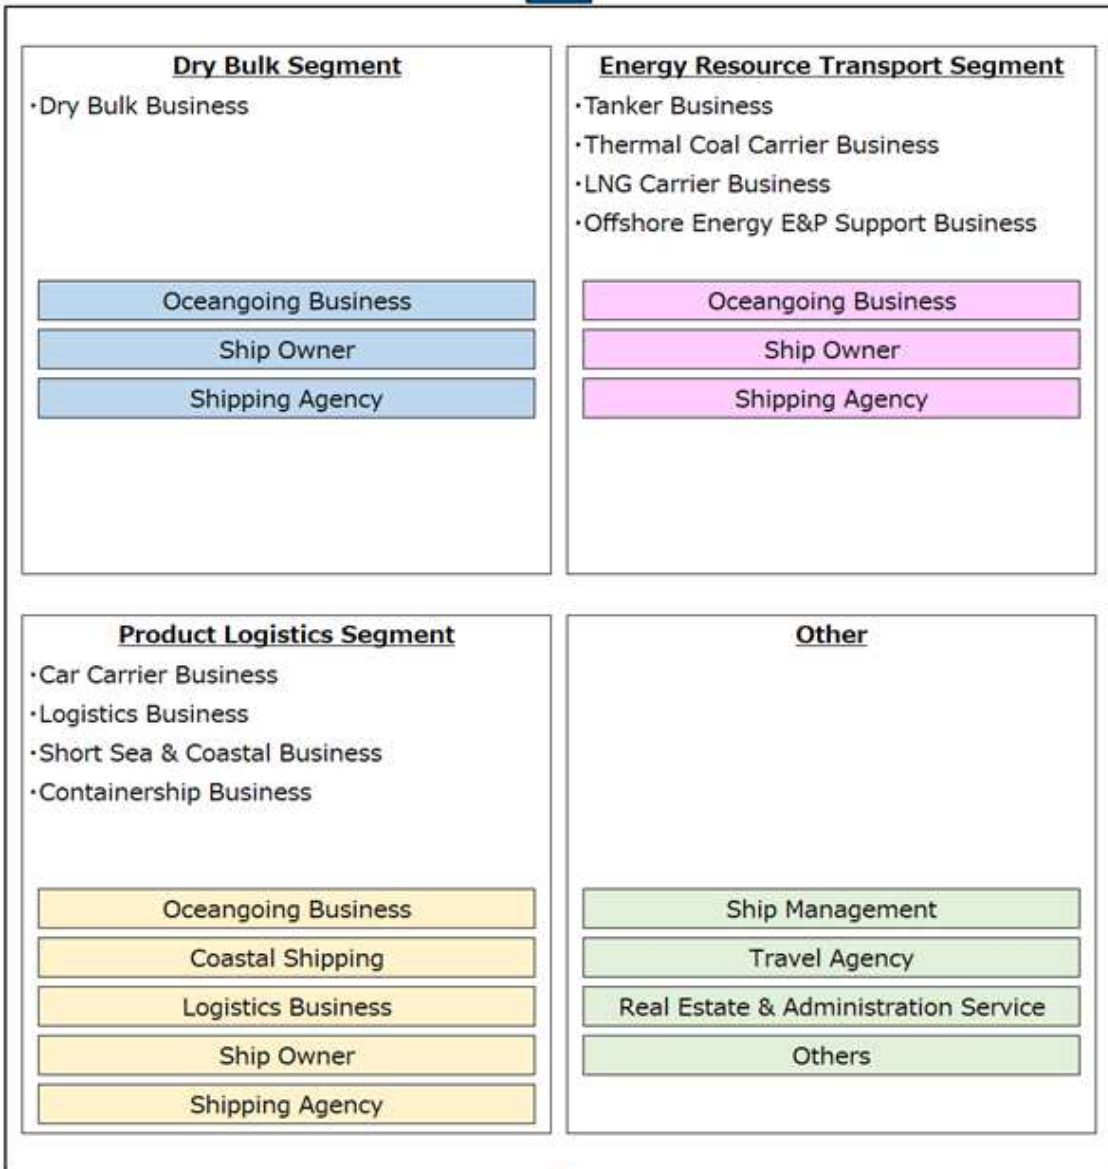 Dry Bulk Segment
・Dry Bulk Business
Oceangoing Business
Ship Owner
Shipping Agency
Energy Resource Transport Segment
・Tanker Business
・Thermal Coal Carrier Business
・LNG Carrier Business
・Offshore Energy E&P Support Business
Oceangoing Business
Ship Owner
Shipping Agency
Product Logistics Segment
・Car Carrier Business
・Logistics Business
・Short Sea & Coastal Business
・Containership Business
Oceangoing Business
Coastal Shipping
Logistics Business
Ship Owner
Shipping Agency
Other
Ship Management
Travel Agency
Real Estate & Administration Service
Others